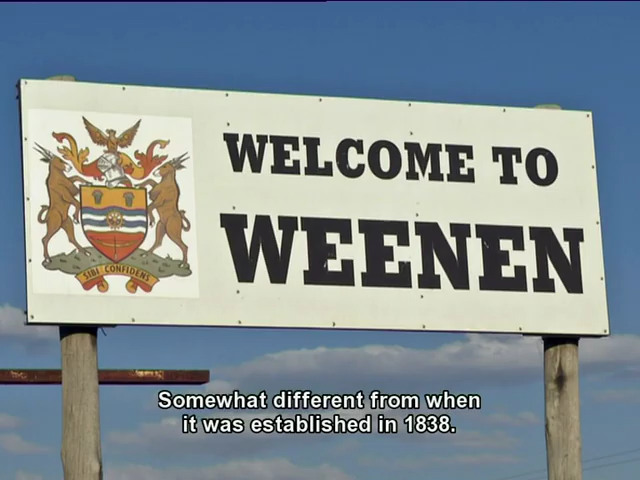 WELCOME TO
WEENEN
SIBI CONFIDENS
Somewhat different from when
it was established in 1838.